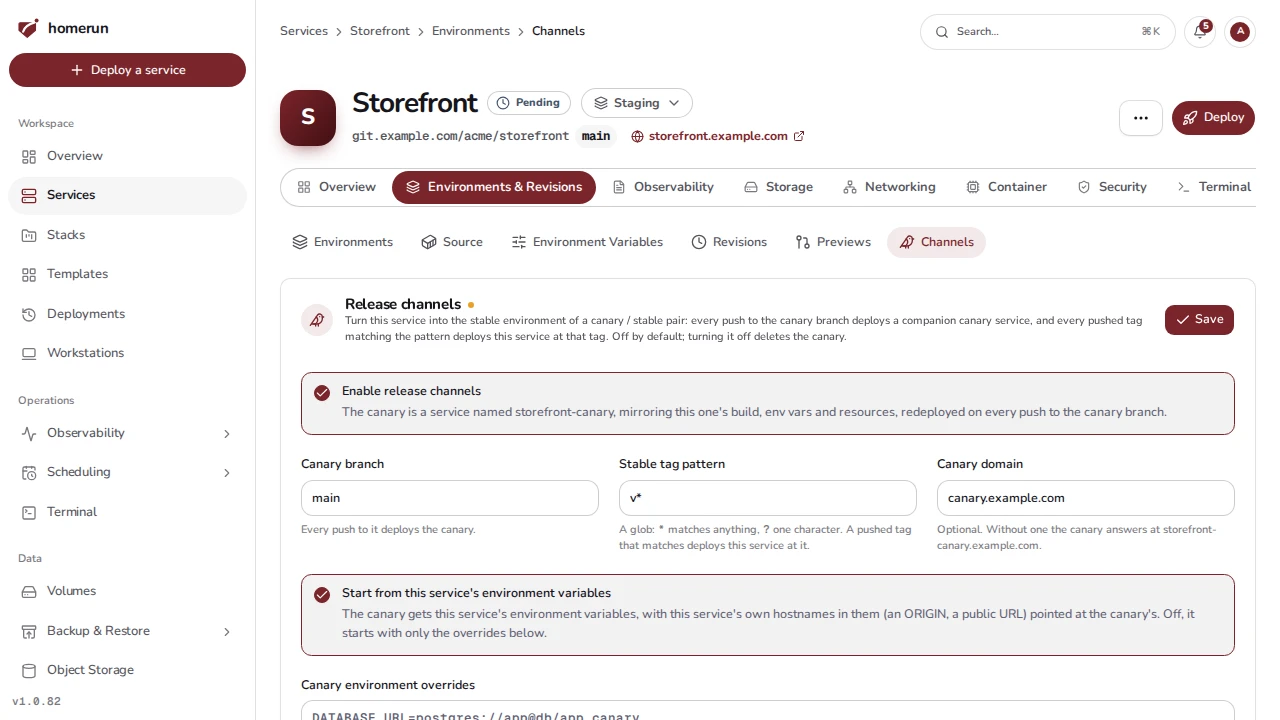 homerun
Deploy a service
Workspace
Overview
Services
Stacks
Templates
Deployments
Workstations
Operations
Observability
Scheduling
Terminal
Data
Volumes
Backup & Restore
Object Storage
v1.0.82
Services > Storefront > Environments > Channels
Search... ⌘K
5
A
S
Storefront
Pending
Staging
git.example.com/acme/storefront main storefront.example.com
Deploy
Overview
Environments & Revisions
Observability
Storage
Networking
Container
Security
Terminal
Environments
Source
Environment Variables
Revisions
Previews
Channels
Release channels
Turn this service into the stable environment of a canary / stable pair: every push to the canary branch deploys a companion canary service, and every pushed tag
matching the pattern deploys this service at that tag. Off by default; turning it off deletes the canary.
Save
Enable release channels
The canary is a service named storefront-canary, mirroring this one's build, env vars and resources, redeployed on every push to the canary branch.
Canary branch
main
Every push to it deploys the canary.
Stable tag pattern
v*
A glob: * matches anything, ? one character. A pushed tag
that matches deploys this service at it.
Canary domain
canary.example.com
Optional. Without one the canary answers at storefront-
canary.example.com.
Start from this service's environment variables
The canary gets this service's environment variables, with this service's own hostnames in them (an ORIGIN, a public URL) pointed at the canary's. Off, it
starts with only the overrides below.
Canary environment overrides
DATABASE_URL=postgres://app@db/app_canary